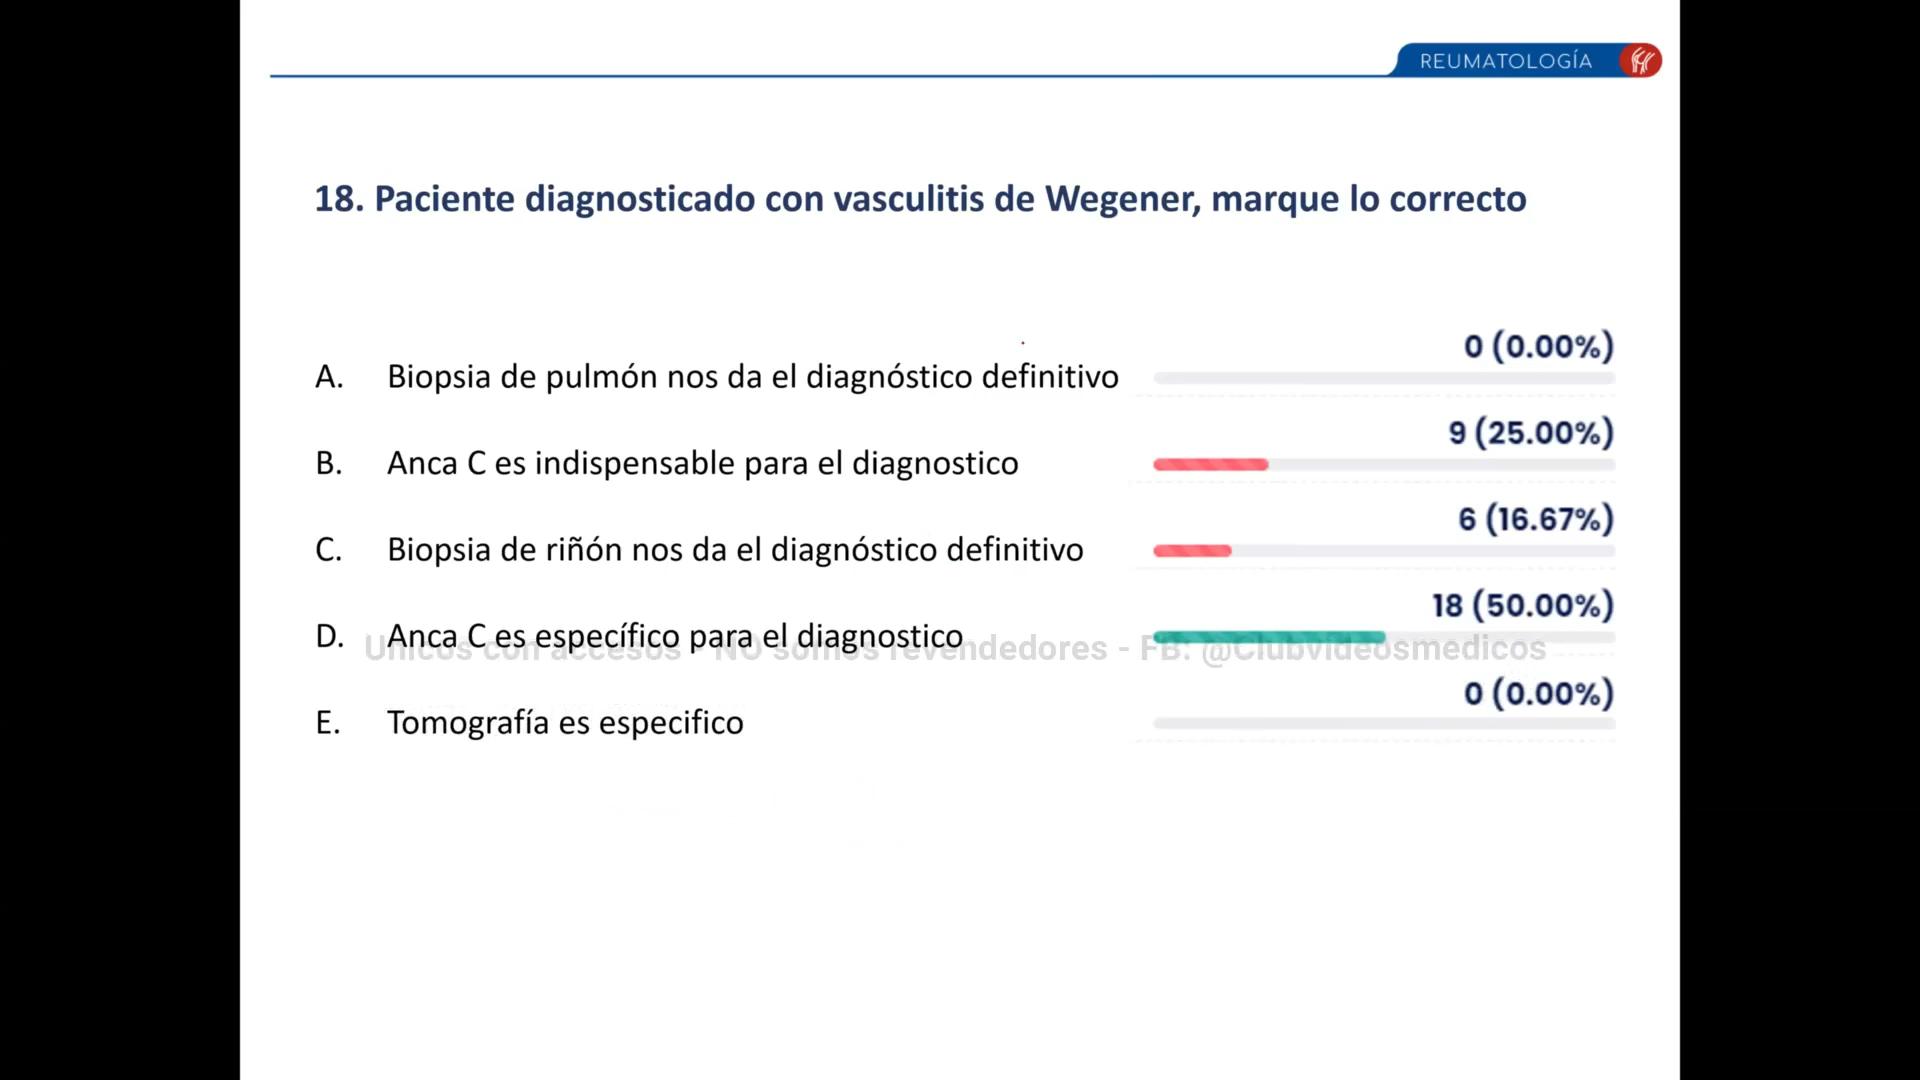 REUMATOLOGÍA
18. Paciente diagnosticado con vasculitis de Wegener, marque lo correcto
0 (0.00%)
A. Biopsia de pulmón nos da el diagnóstico definitivo
9 (25.00%)
B. Anca C es indispensable para el diagnostico
6 (16.67%)
C. Biopsia de riñón nos da el diagnóstico definitivo
18 (50.00%)
D. Anca C es específico para el diagnostico
Unicos con accesos - NO somos revendedores - FB: @Clubvideosmedicos
0 (0.00%)
E. Tomografía es especifico